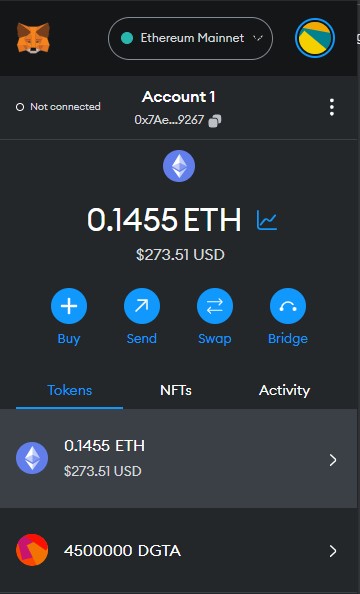 Ethereum Mainnet
Not connected
Account 1
0x7Ae...9267
0.1455 ETH
$273.51 USD
Buy Send Swap Bridge
Tokens NFTs Activity
0.1455 ETH
$273.51 USD
4500000 DGTA